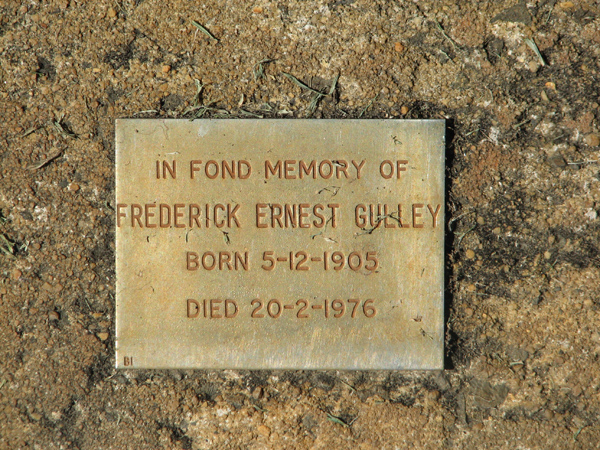 IN FOND MEMORY OF
FREDERICK ERNEST GULLEY
BORN 5-12-1905
DIED 20-2-1976
B1